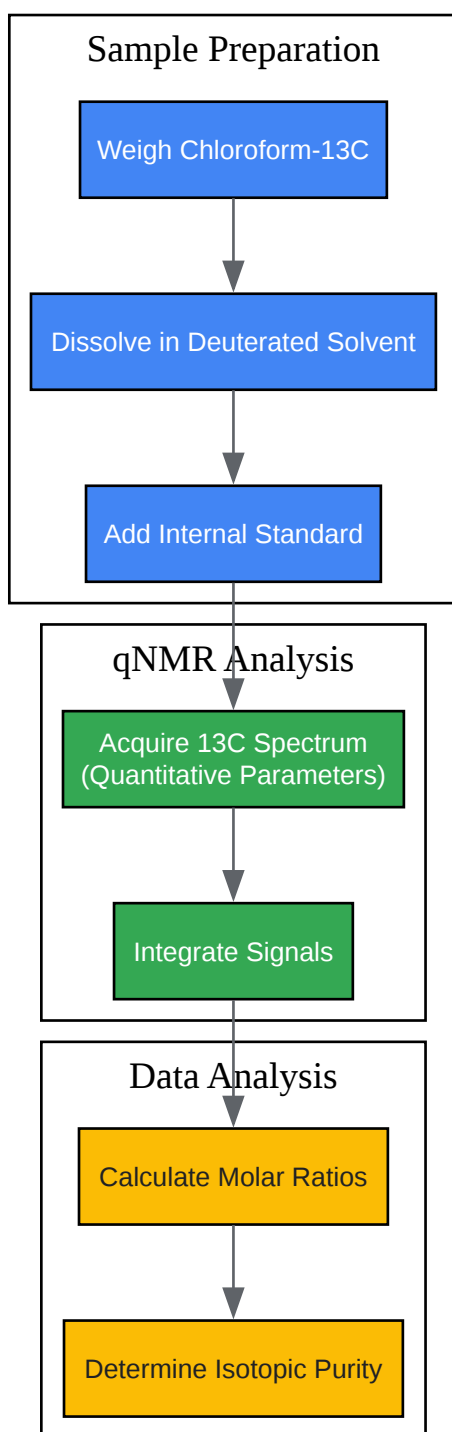 Sample Preparation
Weigh Chloroform-13C
Dissolve in Deuterated Solvent
Add Internal Standard
qNMR Analysis
Acquire 13C Spectrum
(Quantitative Parameters)
Integrate Signals
Data Analysis
Calculate Molar Ratios
Determine Isotopic Purity